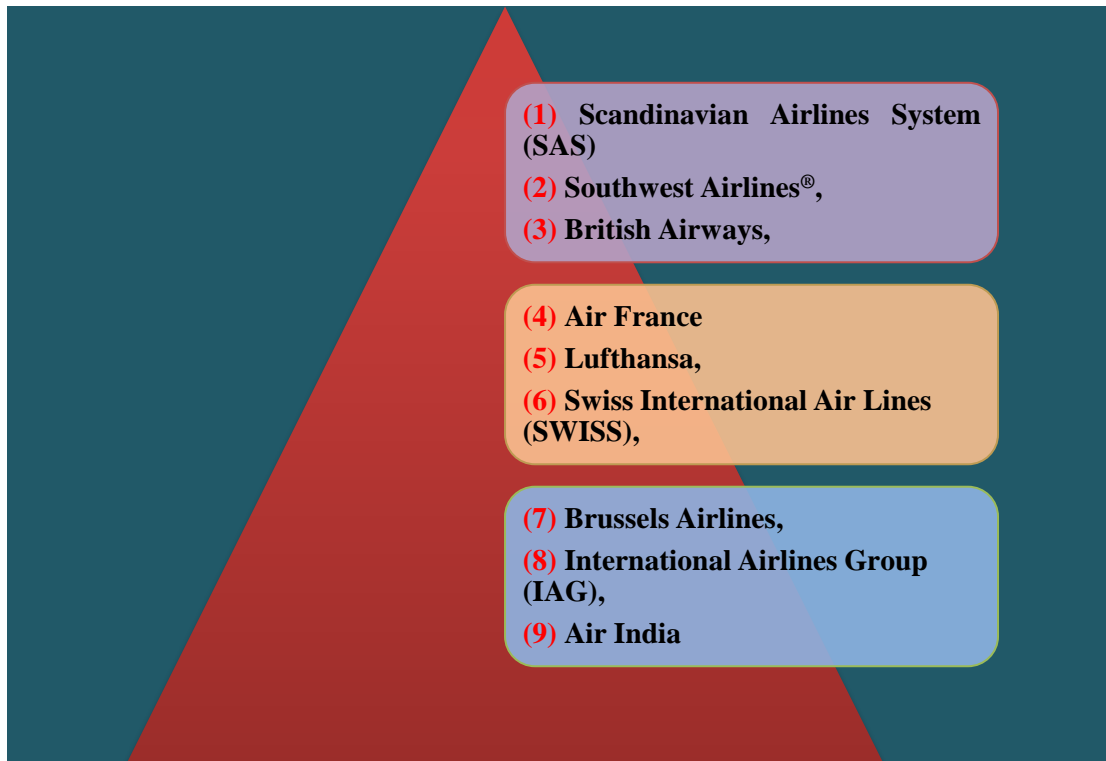 (1) Scandinavian Airlines System
(SAS)
(2) Southwest Airlines®,
(3) British Airways,
(4) Air France
(5) Lufthansa,
(6) Swiss International Air Lines
(SWISS),
(7) Brussels Airlines,
(8) International Airlines Group
(IAG),
(9) Air India